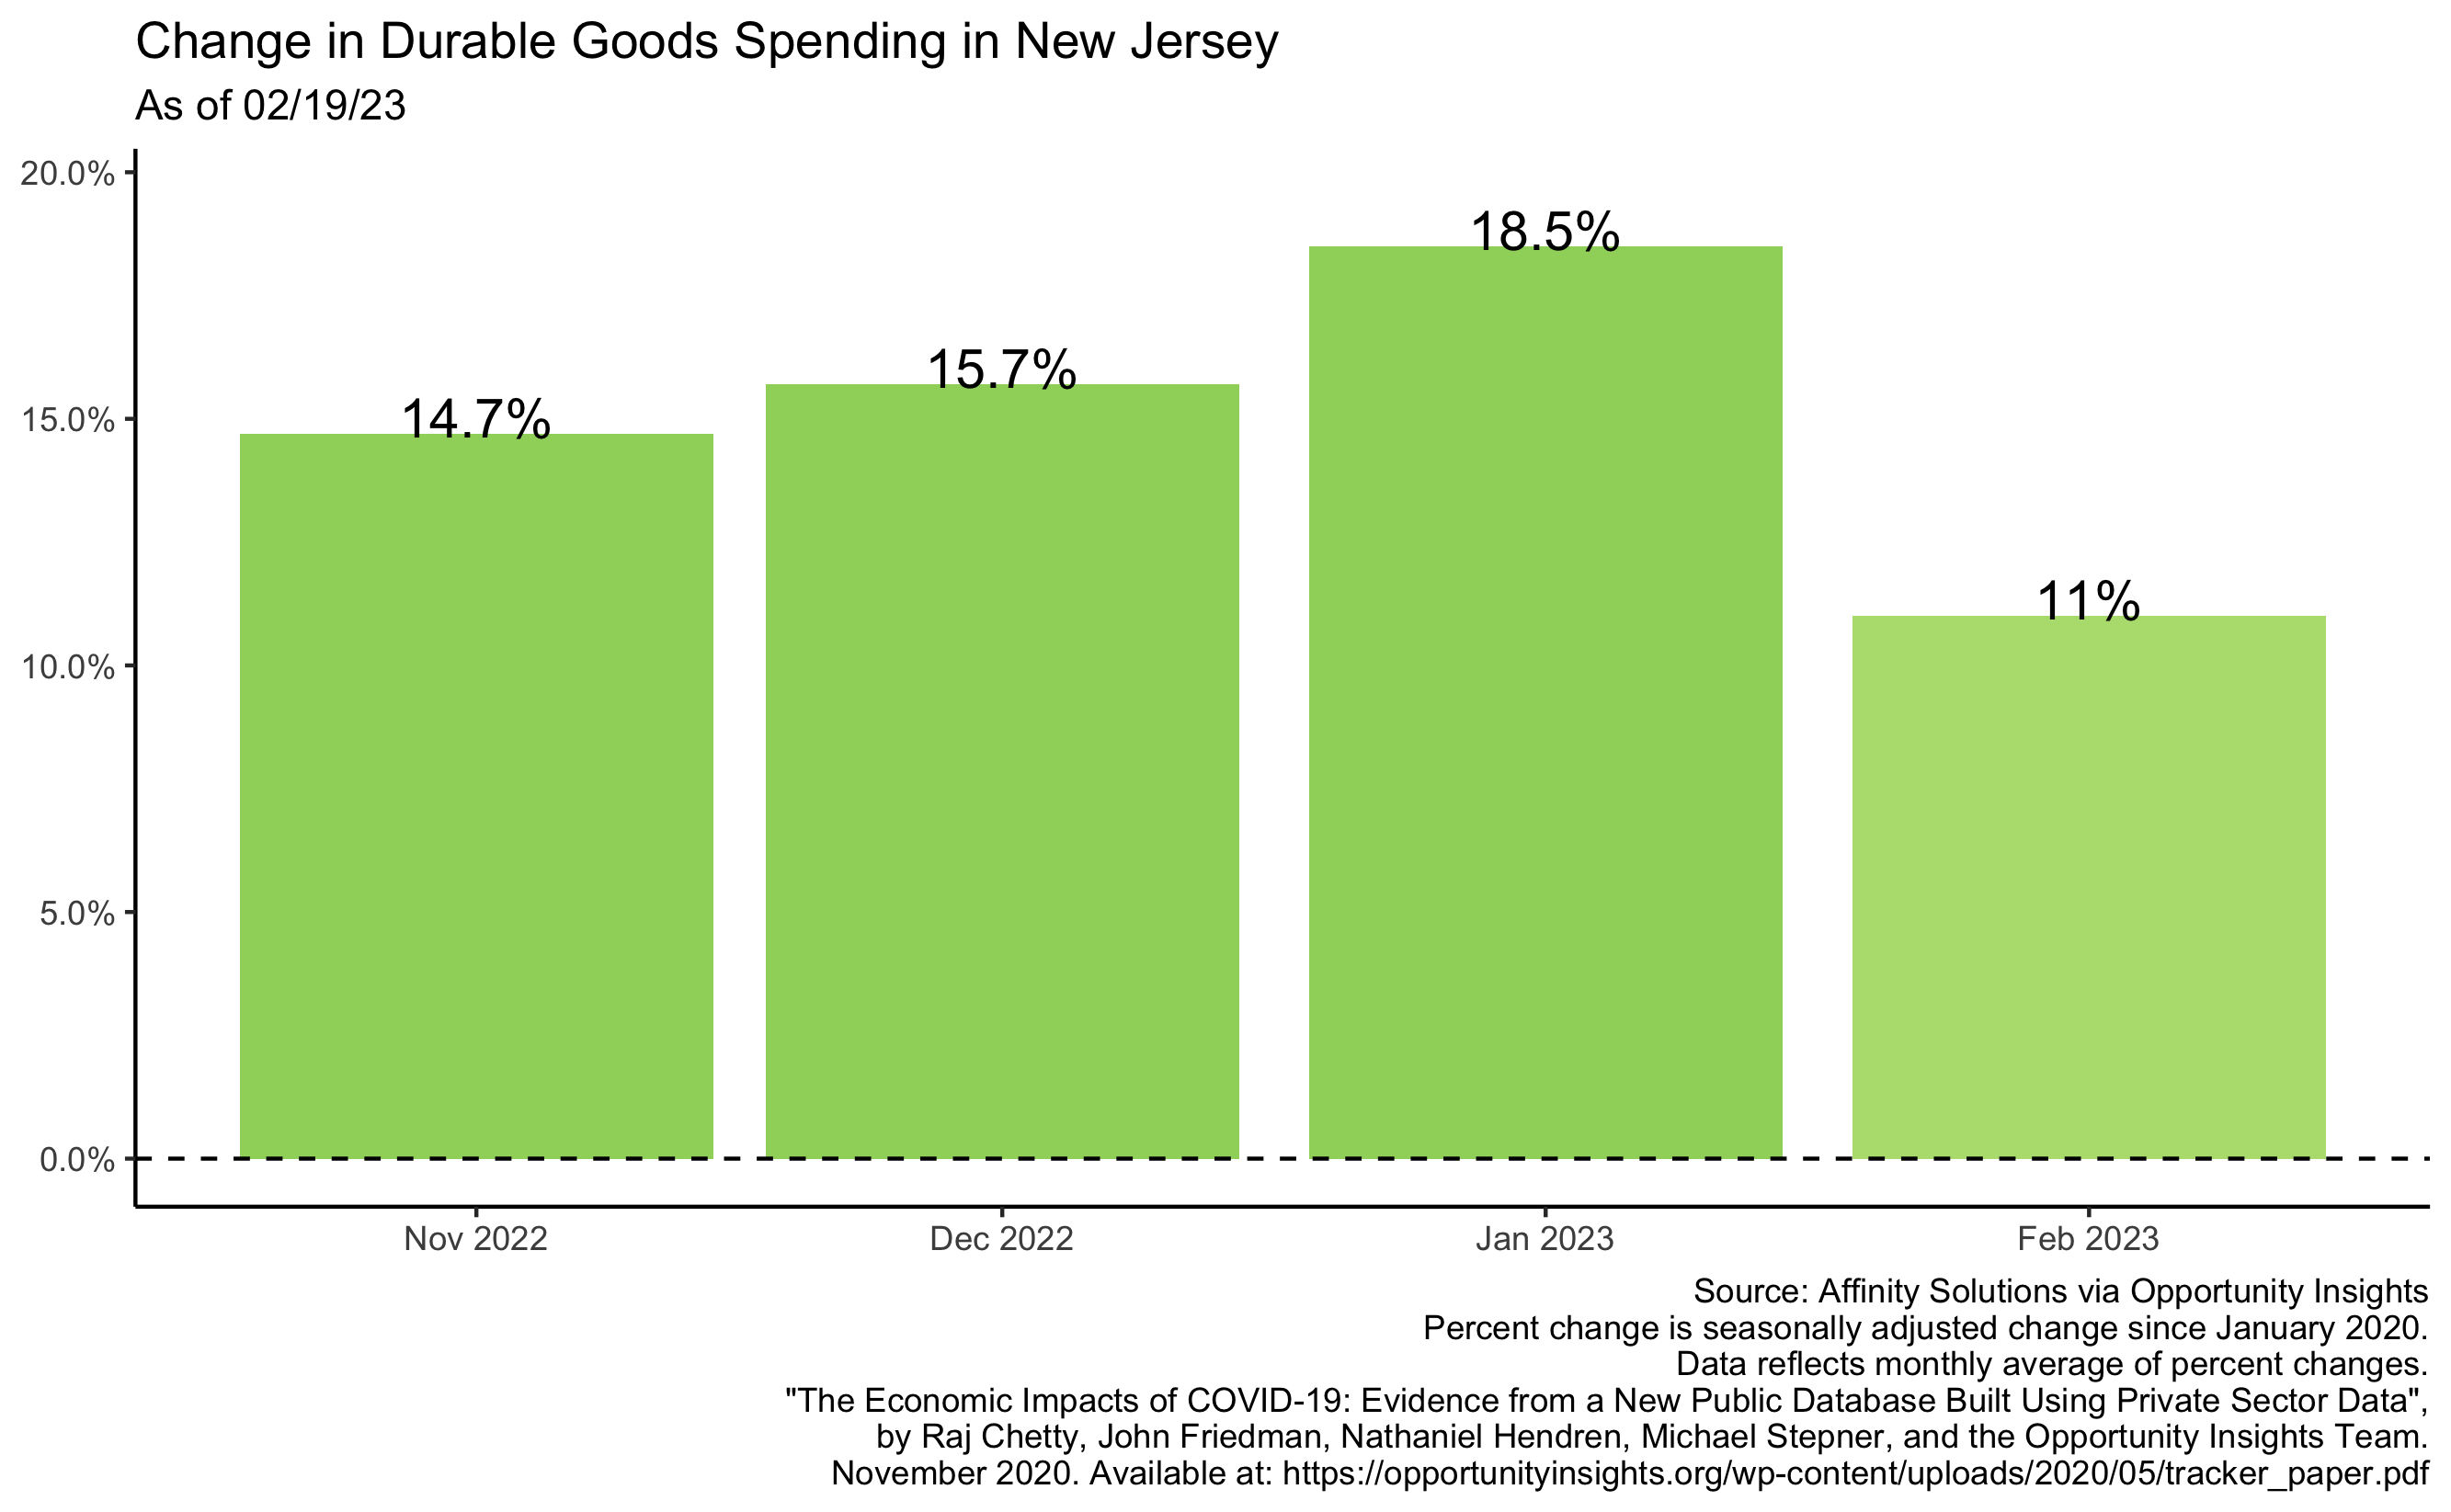 Change in Durable Goods Spending in New Jersey
As of 02/19/23
20.0%
15.0%
10.0%
5.0%
0.0%
14.7%
15.7%
18.5%
11%
Nov 2022
Dec 2022
Jan 2023
Feb 2023
Source: Affinity Solutions via Opportunity Insights
Percent change is seasonally adjusted change since January 2020.
Data reflects monthly average of percent changes.
"The Economic Impacts of COVID-19: Evidence from a New Public Database Built Using Private Sector Data",
by Raj Chetty, John Friedman, Nathaniel Hendren, Michael Stepner, and the Opportunity Insights Team.
November 2020. Available at: https://opportunityinsights.org/wp-content/uploads/2020/05/tracker_paper.pdf